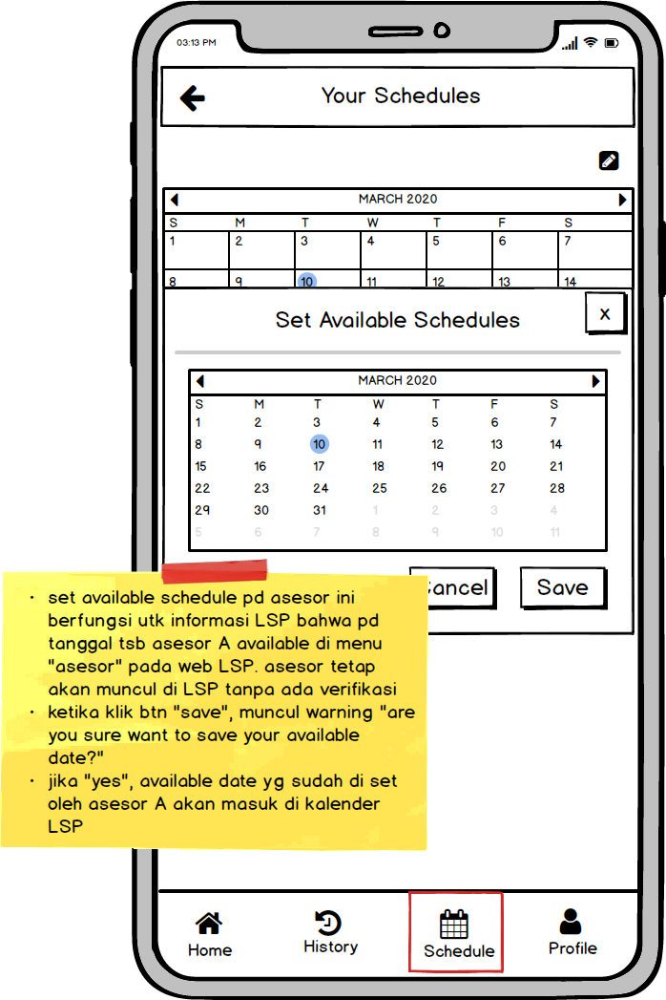 03:13 PM
Your Schedules
MARCH 2020
S M T W T F S
1 2 3 4 5 6 7
8 9 10 11 12 13 14
Set Available Schedules
x
MARCH 2020
S M T W T F S
1 2 3 4 5 6 7
8 9 10 11 12 13 14
15 16 17 18 19 20 21
22 23 24 25 26 27 28
29 30 31 1 2 3 4
5 6 7 8 9 10 11
Cancel Save
• set available schedule pd asesor ini
berfungsi utk informasi LSP bahwa pd
tanggal tsb asesor A available di menu
"asesor" pada web LSP. asesor tetap
akan muncul di LSP tanpa ada verifikasi
• ketika klik btn "save", muncul warning "are
you sure want to save your available
date?"
• jika "yes", available date yg sudah di set
oleh asesor A akan masuk di kalender
LSP
Home History Schedule Profile